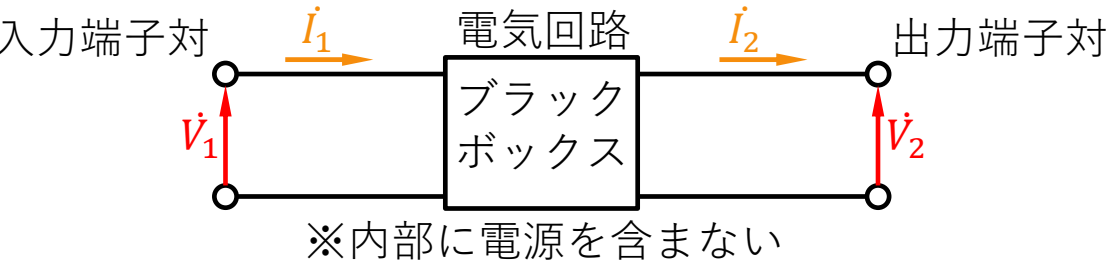 入力端子対
İ₁
電気回路
İ₂
出力端子対
V̇₁
ブラック
ボックス
V̇₂
※内部に電源を含まない